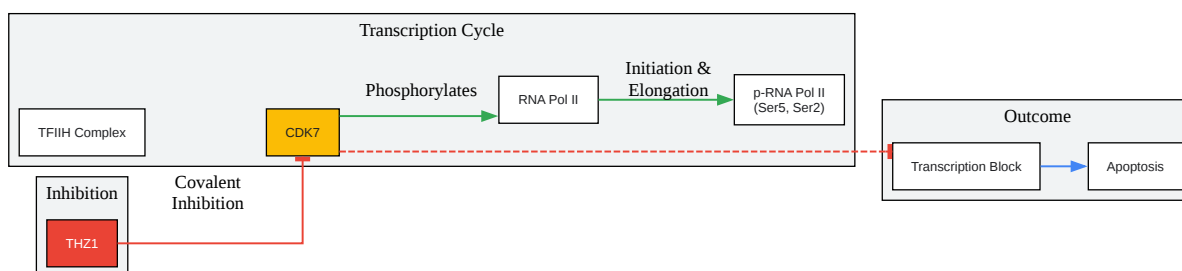 Transcription Cycle
Phosphorylates
Initiation &
Elongation
RNA Pol II
p-RNA Pol II
(Ser5, Ser2)
TFIIH Complex
CDK7
Outcome
Transcription Block
Apoptosis
Inhibition
Covalent
Inhibition
THZ1